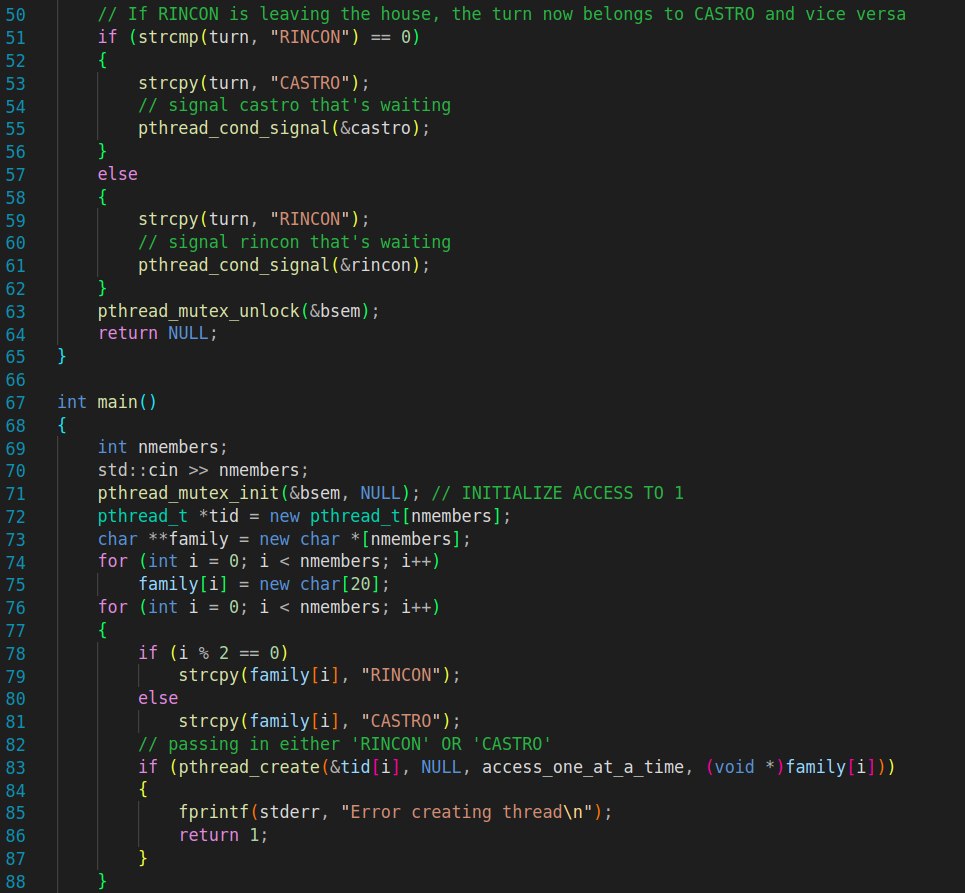 50 // If RINCON is leaving the house, the turn now belongs to CASTRO and vice versa
51 if (strcmp(turn, "RINCON") == 0)
52 {
53 strcpy(turn, "CASTRO");
54 // signal castro that's waiting
55 pthread_cond_signal(&castro);
56 }
57 else
58 {
59 strcpy(turn, "RINCON");
60 // signal rincon that's waiting
61 pthread_cond_signal(&rincon);
62 }
63 pthread_mutex_unlock(&bsem);
64 return NULL;
65 }
66
67 int main()
68 {
69 int nmembers;
70 std::cin >> nmembers;
71 pthread_mutex_init(&bsem, NULL); // INITIALIZE ACCESS TO 1
72 pthread_t *tid = new pthread_t[nmembers];
73 char **family = new char *[nmembers];
74 for (int i = 0; i < nmembers; i++)
75 family[i] = new char[20];
76 for (int i = 0; i < nmembers; i++)
77 {
78 if (i % 2 == 0)
79 strcpy(family[i], "RINCON");
80 else
81 strcpy(family[i], "CASTRO");
82 // passing in either 'RINCON' OR 'CASTRO'
83 if (pthread_create(&tid[i], NULL, access_one_at_a_time, (void *)family[i]))
84 {
85 fprintf(stderr, "Error creating thread\n");
86 return 1;
87 }
88 }